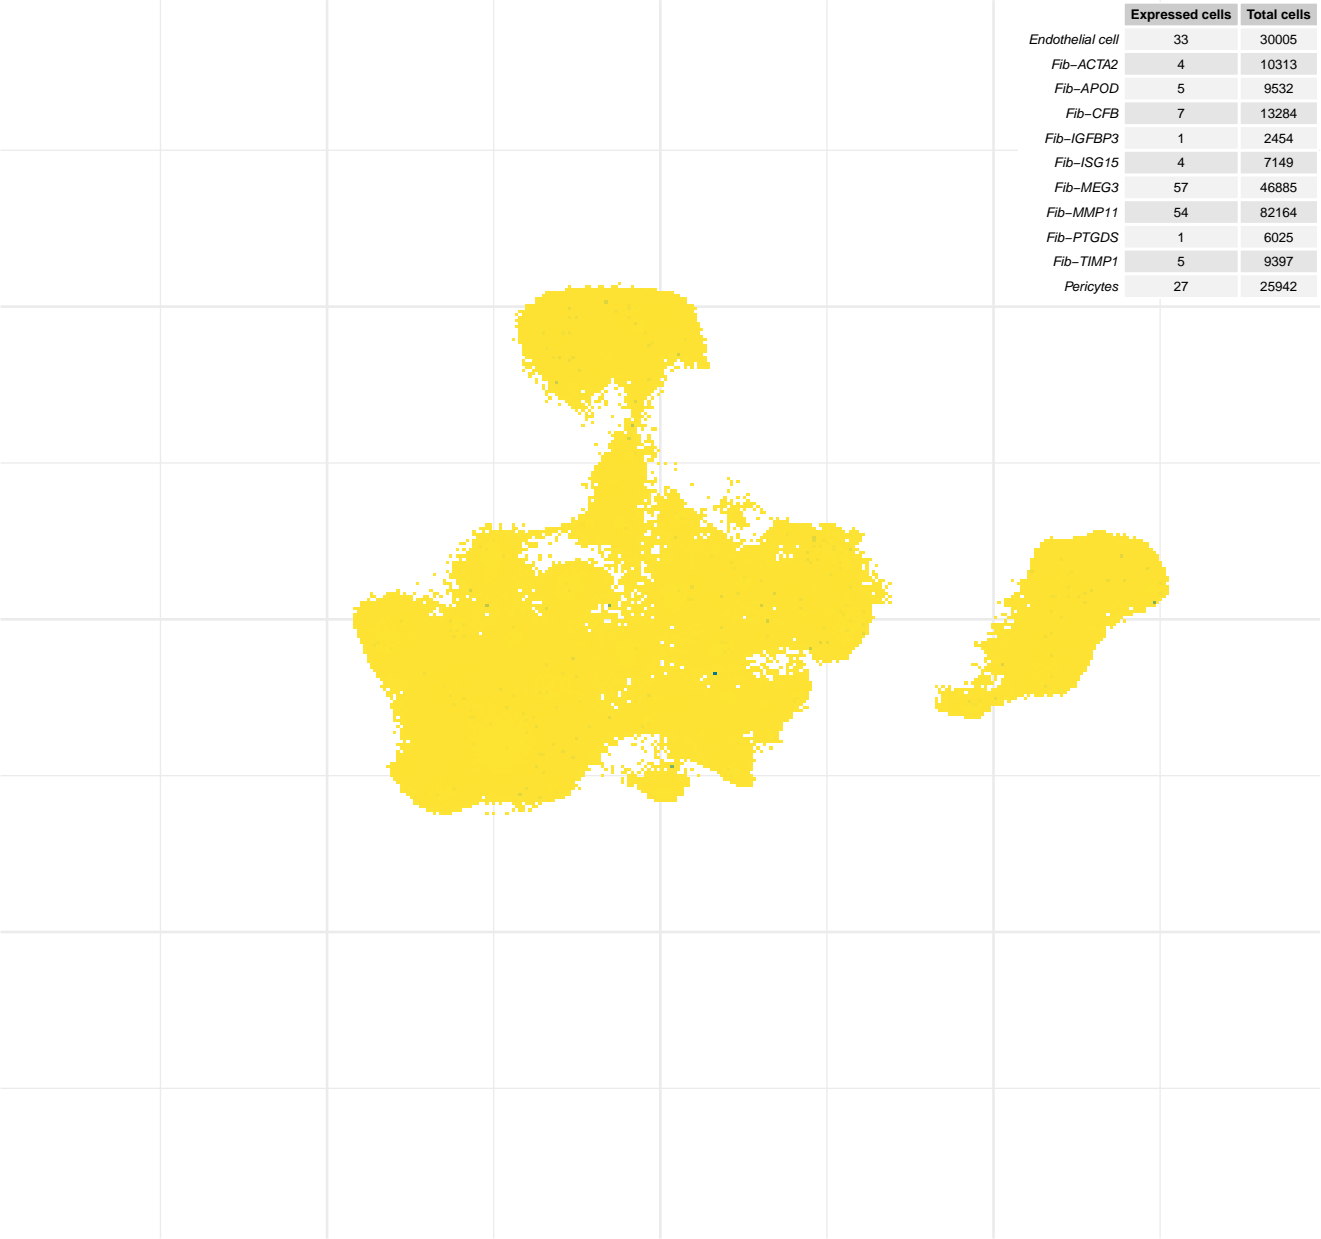 Expressed cells Total cells
Endothelial cell 33 30005
Fib−ACTA2 4 10313
Fib−APOD 5 9532
Fib−CFB 7 13284
Fib−IGFBP3 1 2454
Fib−ISG15 4 7149
Fib−MEG3 57 46885
Fib−MMP11 54 82164
Fib−PTGDS 1 6025
Fib−TIMP1 5 9397
Pericytes 27 25942